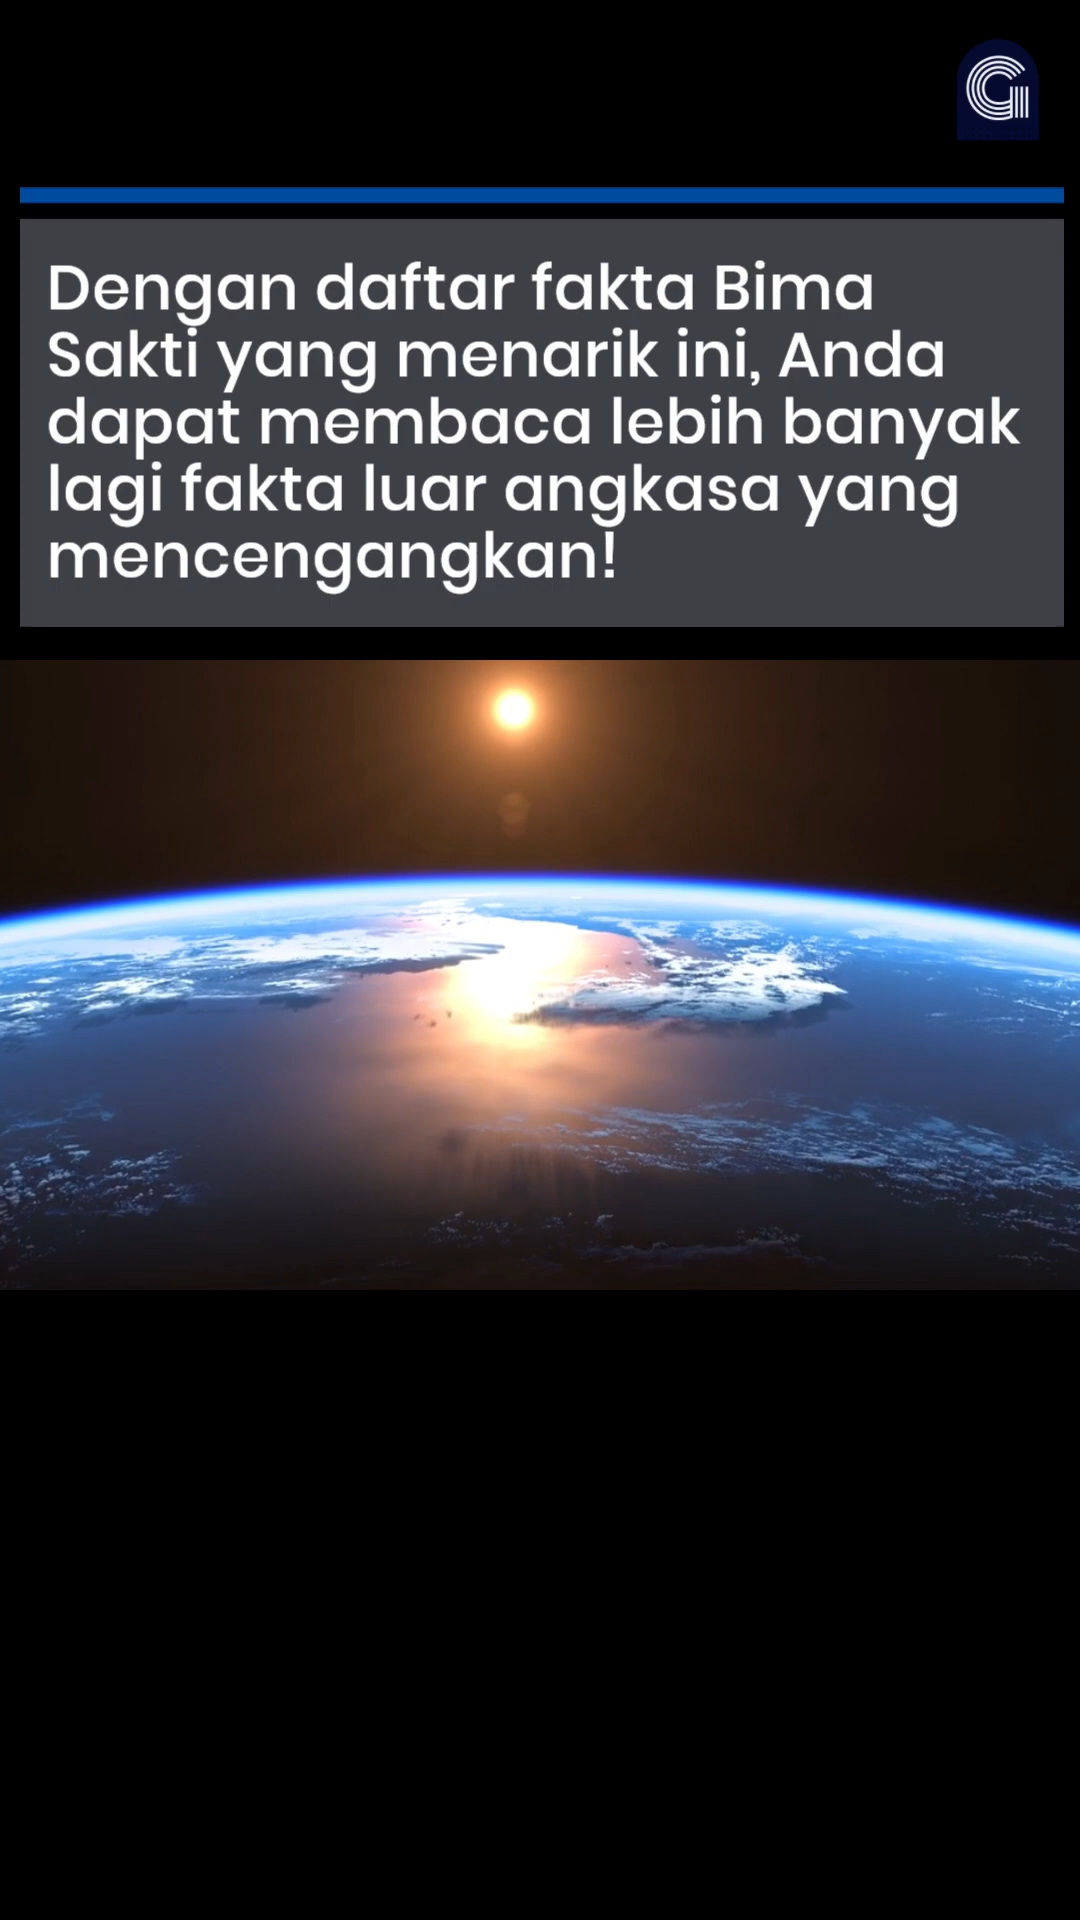 G
Dengan daftar fakta Bima
Sakti yang menarik ini, Anda
dapat membaca lebih banyak
lagi fakta luar angkasa yang
mencengangkan!